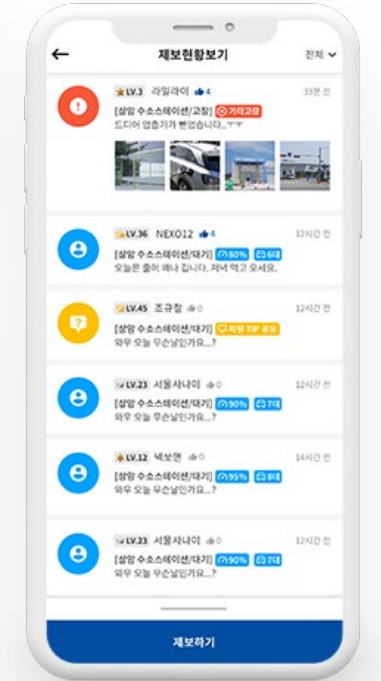 제보현황보기
전체
LV.3 라일라이 4 33분 전
[상암 수소스테이션/고장] 기타고장
드디어 압축기가 뻗었습니다..ㅜㅜ
LV.36 NEXO12 4 12시간 전
[상암 수소스테이션/대기] 80% 6대
오늘은 줄이 꽤나 깁니다. 저녁 먹고 오세요.
LV.45 조규철 0 12시간 전
[상암 수소스테이션/대기] 차량 TIP 공유
와우 오늘 무슨날인가요...?
LV.23 서울사나이 0 12시간 전
[상암 수소스테이션/대기] 90% 7대
와우 오늘 무슨날인가요...?
LV.12 넥쏘맨 0 14시간 전
[상암 수소스테이션/대기] 95% 8대
와우 오늘 무슨날인가요...?
LV.23 서울사나이 0 12시간 전
[상암 수소스테이션/대기] 90% 7대
와우 오늘 무슨날인가요...?
제보하기